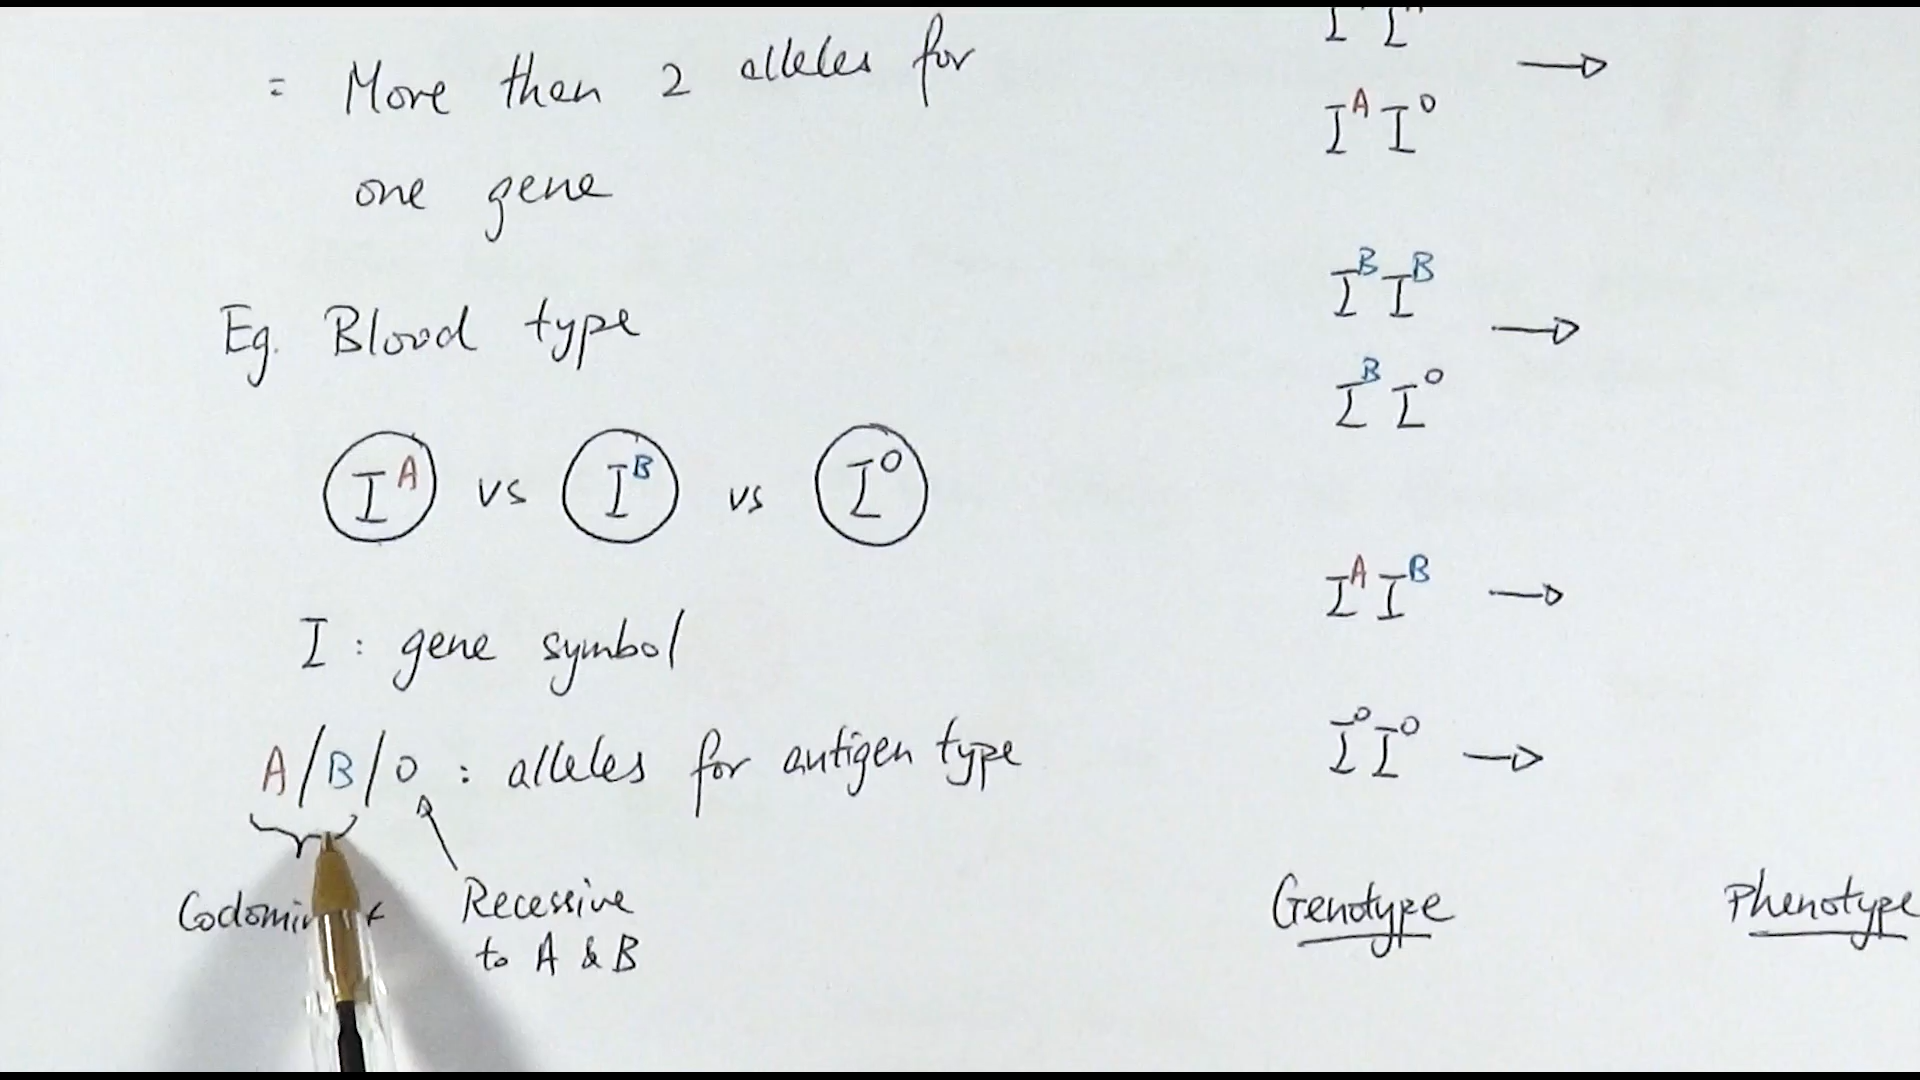 = More than 2 alleles for
one gene
Eg. Blood type
I^A vs I^B vs I^O
I : gene symbol
A/B/O : alleles for antigen type
Recessive
to A & B
I^A I^O
I^B I^B
I^B I^O
I^A I^B
I^O I^O
Genotype
Phenotype